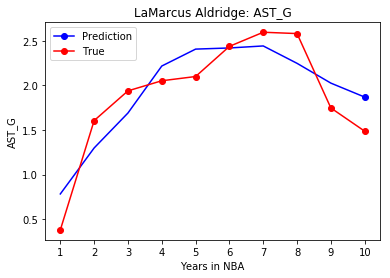 LaMarcus Aldridge: AST_G
Prediction
True
AST_G
2.5
2.0
1.5
1.0
0.5
1 2 3 4 5 6 7 8 9 10
Years in NBA